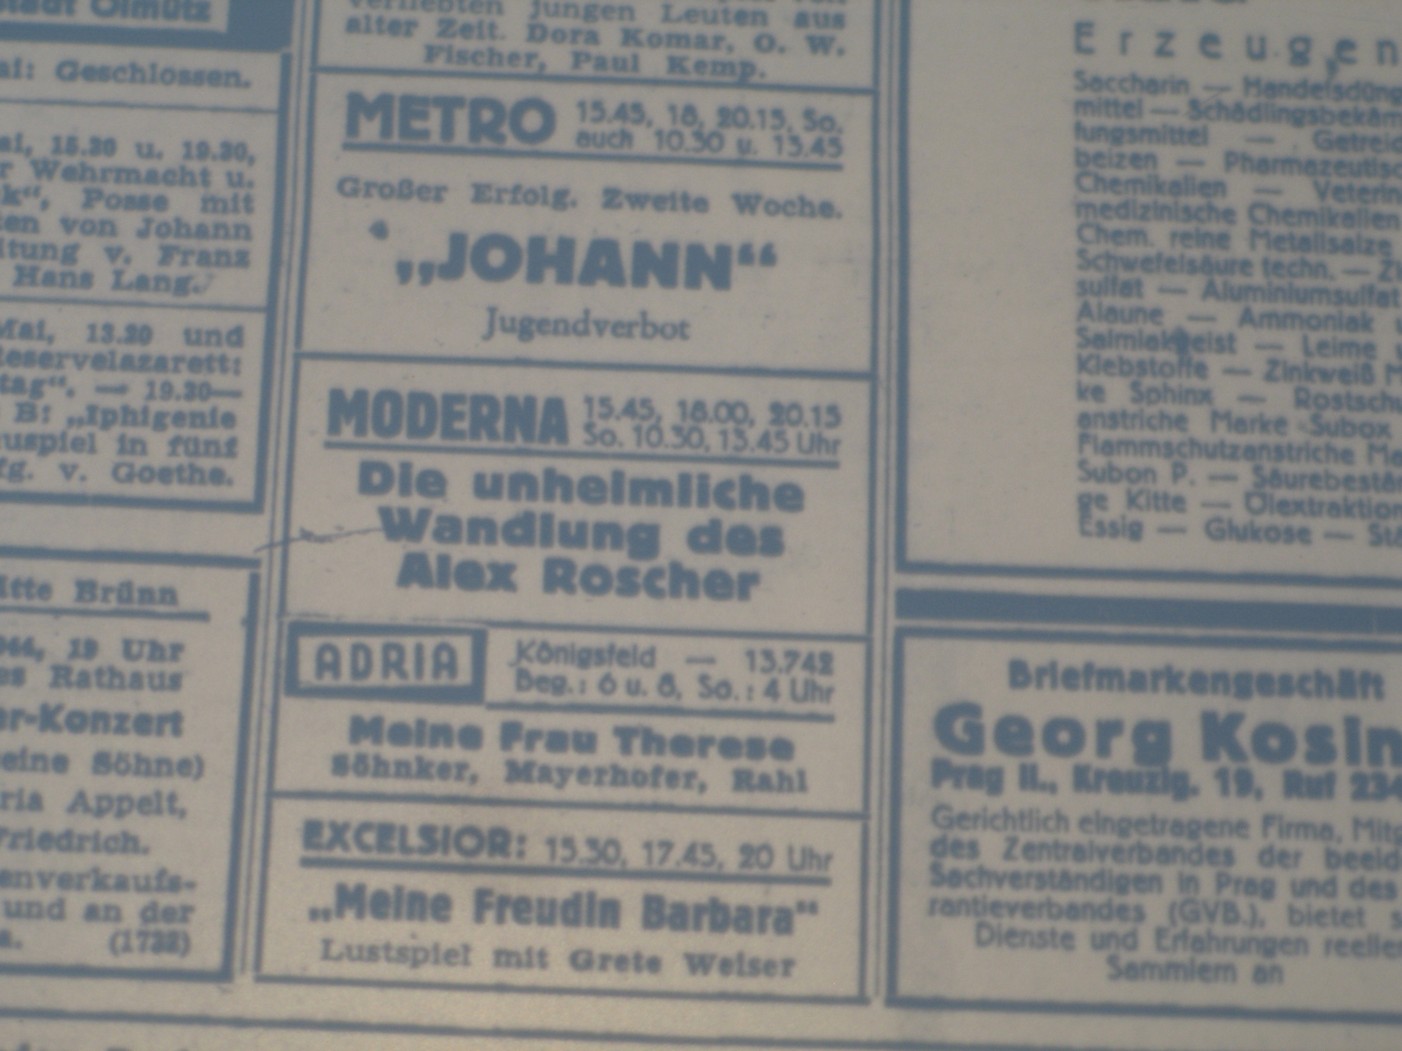 Stadt Olmütz
Geschlossen.
15.30 u. 19.30,
Wehrmacht u.
Posse mit
von Johann
v. Franz
Hans Lang.
Mai, 13.30 und
Reservelazarett:
19.30—
B: „Iphigenie
in fünf
v. Goethe.
Brünn
19 Uhr
Rathaus
Söhne)
Appelt,
Friedrich.
und an der
(1732)
verliebten jungen Leuten aus
alter Zeit. Dora Komar, O. W.
Fischer, Paul Kemp.
METRO 15.45, 18, 20.15, So.
auch 10.30 u. 13.45
Großer Erfolg. Zweite Woche.
„JOHANN“
Jugendverbot
MODERNA 15.45, 18.00, 20.15
So. 10.30, 13.45 Uhr
Die unheimliche
Wandlung des
Alex Roscher
ADRIA Königsfeld — 13.742
Beg.: 6 u. 8, So.: 4 Uhr
Meine Frau Therese
Söhnker, Mayerhofer, Rahl
EXCELSIOR: 15.30, 17.45, 20 Uhr
„Meine Freudin Barbara“
Lustspiel mit Grete Weiser
Erzeugen
Saccharin — Handelsdüng
mittel — Schädlingsbekäm
fungsmittel — Getreid
beizen — Pharmazeutisc
Chemikalien — Veterin
medizinische Chemikalien
Chem. reine Metallsalze
Schwefelsäure techn. —
sulfat — Aluminiumsulfat
Alaune — Ammoniak
Salmiakgeist — Leime
Klebstoffe — Zinkweiß
ke Sphinx — Rostschu
anstriche Marke Subox
Flammschutzanstriche
Subon P. — Säurebestän
ge Kitte — Ölextraktion
Essig — Glukose —
Briefmarkengeschäft
Georg Kosin
Prag II., Kreuzig. 19, Ruf 234
Gerichtlich eingetragene Firma, Mitg
des Zentralverbandes der beeid
Sachverständigen in Prag und des
rantieverbandes (GVB.), bietet
Dienste und Erfahrungen
Sammlern an